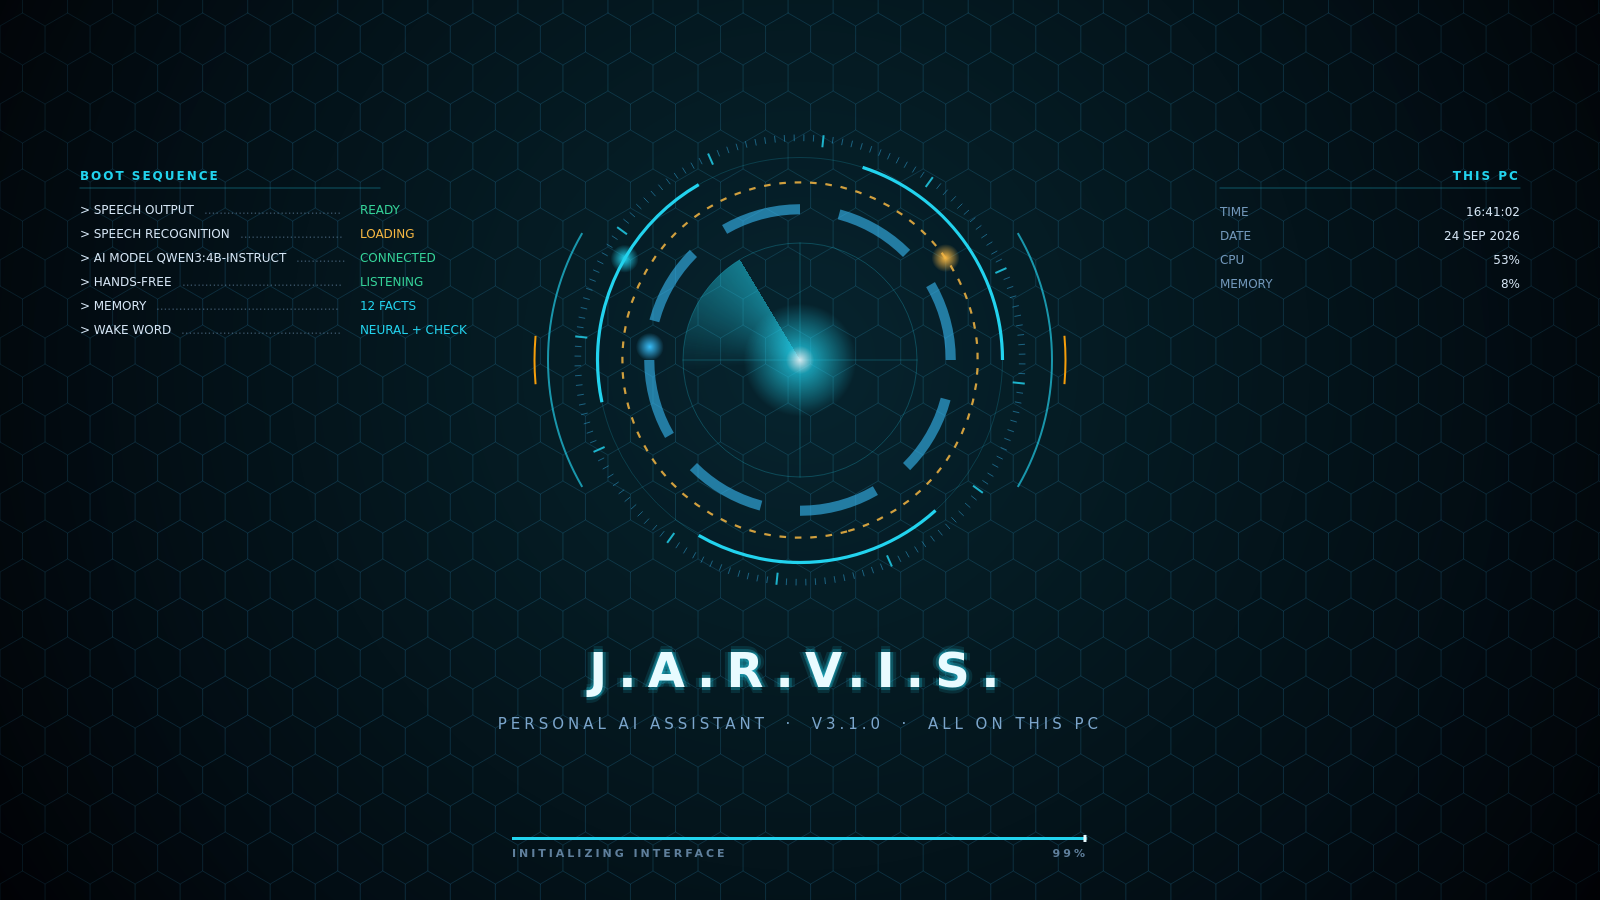 BOOT SEQUENCE
> SPEECH OUTPUT ................................ READY
> SPEECH RECOGNITION ........................ LOADING
> AI MODEL QWEN3:4B-INSTRUCT ............ CONNECTED
> HANDS-FREE ...................................... LISTENING
> MEMORY ........................................... 12 FACTS
> WAKE WORD ..................................... NEURAL + CHECK
THIS PC
TIME 16:41:02
DATE 24 SEP 2026
CPU 53%
MEMORY 8%
J.A.R.V.I.S.
PERSONAL AI ASSISTANT · V3.1.0 · ALL ON THIS PC
INITIALIZING INTERFACE 99%